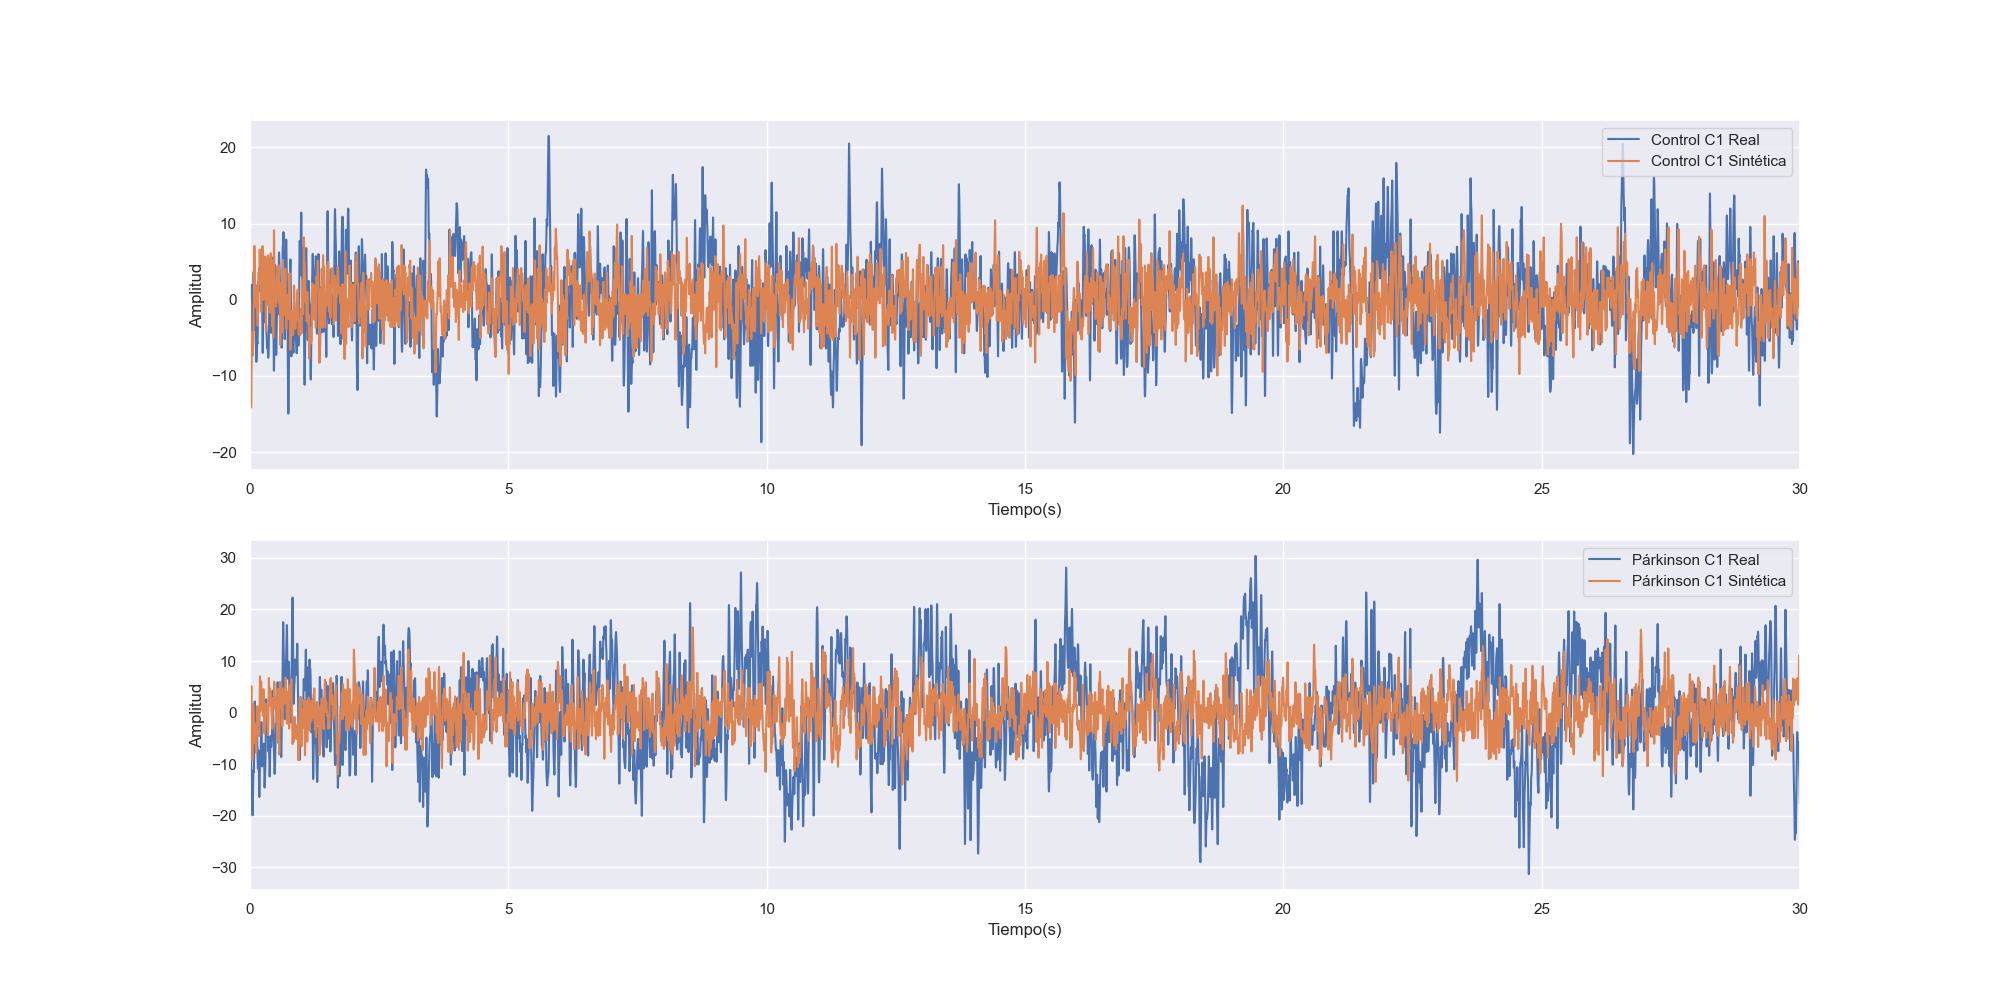 Control C1 Real
Control C1 Sintética
20
10
0
−10
−20
Amplitud
0 5 10 15 20 25 30
Tiempo(s)
Párkinson C1 Real
Párkinson C1 Sintética
30
20
10
0
−10
−20
−30
Amplitud
0 5 10 15 20 25 30
Tiempo(s)